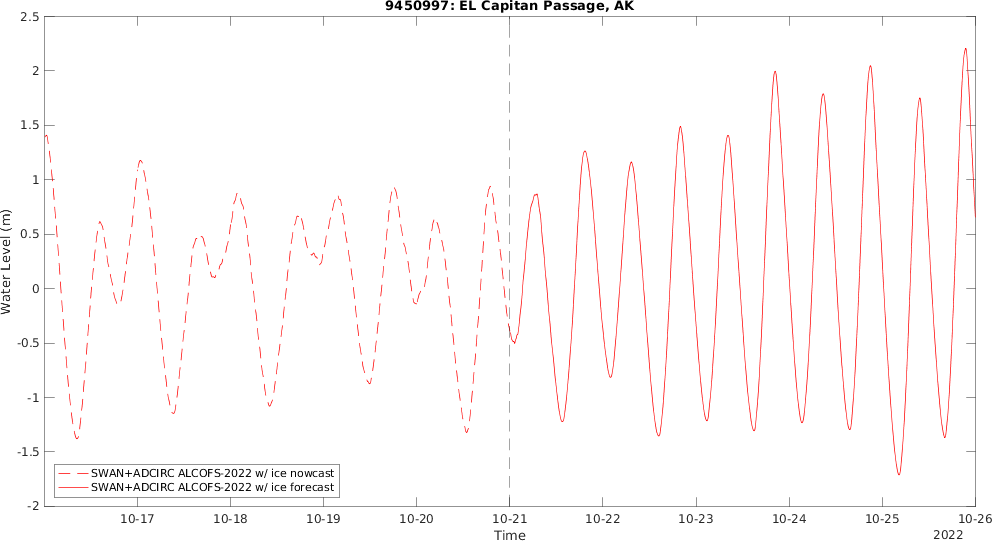 9450997: EL Capitan Passage, AK
2.5
2
1.5
1
0.5
0
-0.5
-1
-1.5
-2
Water Level (m)
SWAN+ADCIRC ALCOFS-2022 w/ ice nowcast
SWAN+ADCIRC ALCOFS-2022 w/ ice forecast
10-17 10-18 10-19 10-20 10-21 10-22 10-23 10-24 10-25 10-26
Time
2022